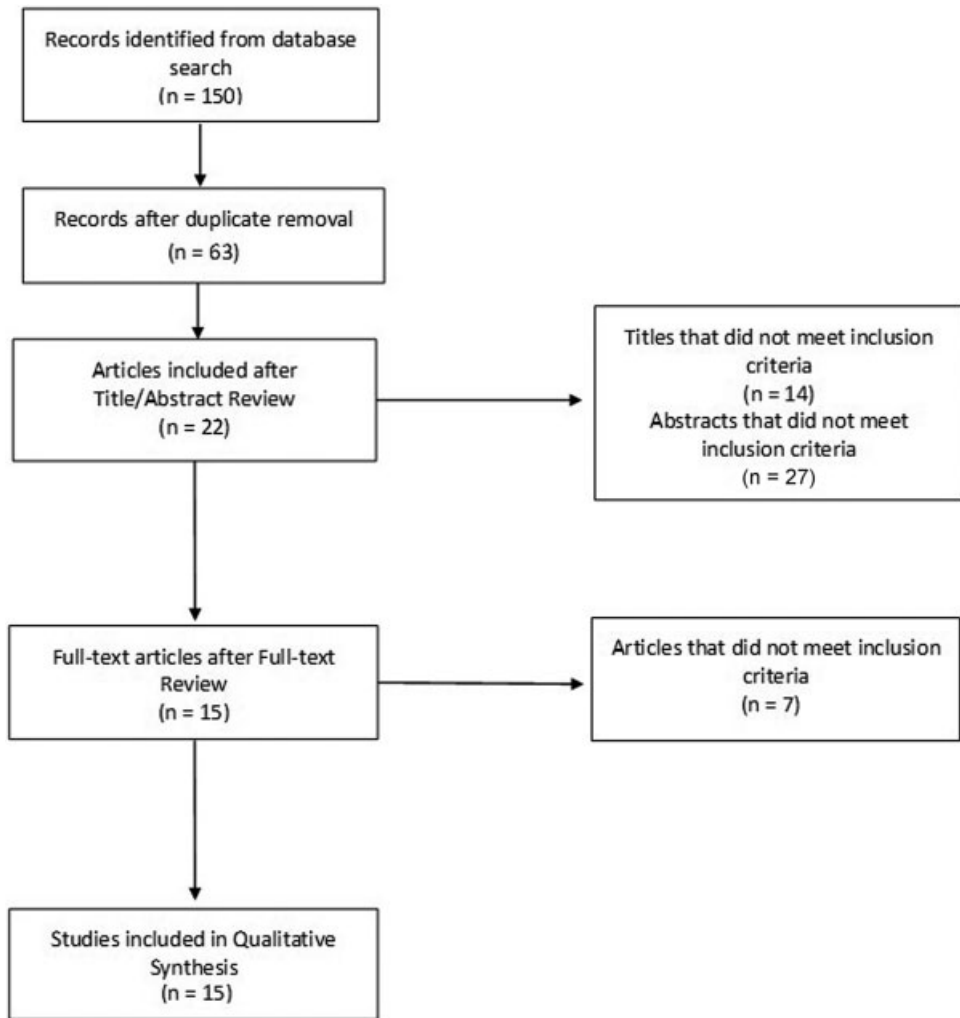 Records identified from database
search
(n = 150)
Records after duplicate removal
(n = 63)
Articles included after
Title/Abstract Review
(n = 22)
Titles that did not meet inclusion
criteria
(n = 14)
Abstracts that did not meet
inclusion criteria
(n = 27)
Full-text articles after Full-text
Review
(n = 15)
Articles that did not meet inclusion
criteria
(n = 7)
Studies included in Qualitative
Synthesis
(n = 15)